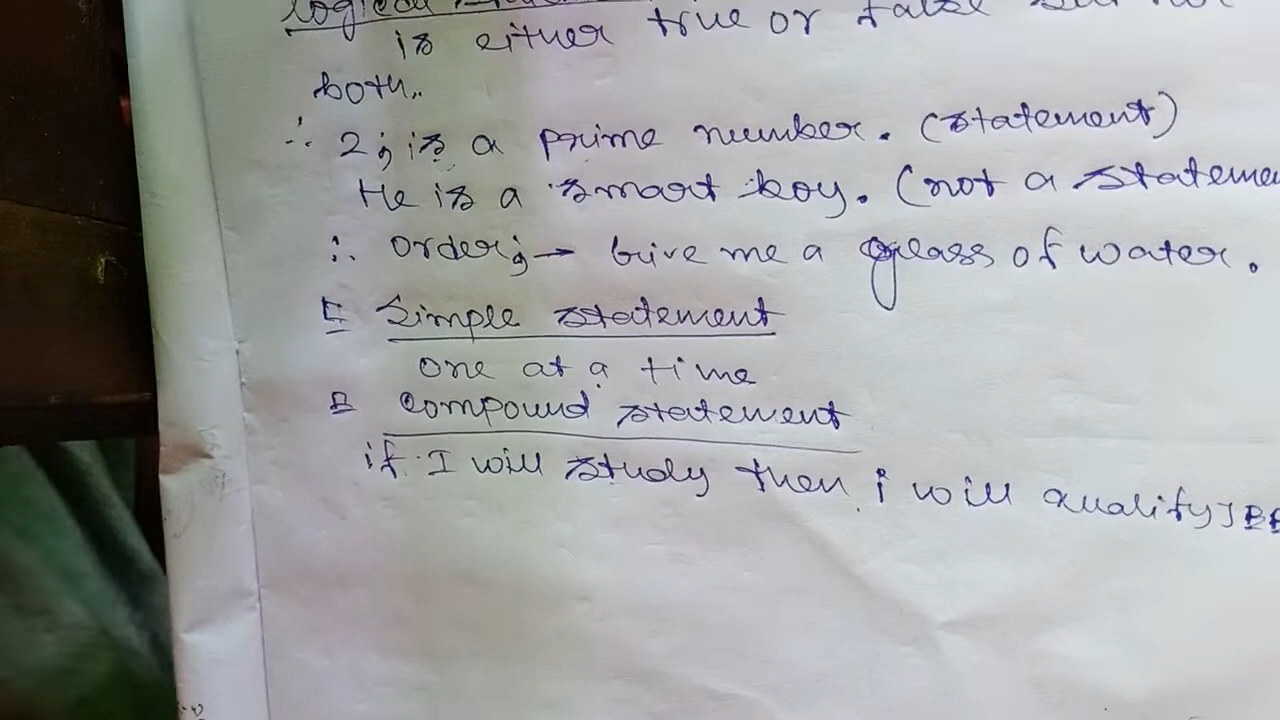 logical
is either true or false but not
both..
∴ 2; is a prime number. (statement)
He is a smart boy. (not a stateme
∴ order; → Give me a glass of water.
Simple statement
one at a time
compound statement
if I will study then i will qualify JEE